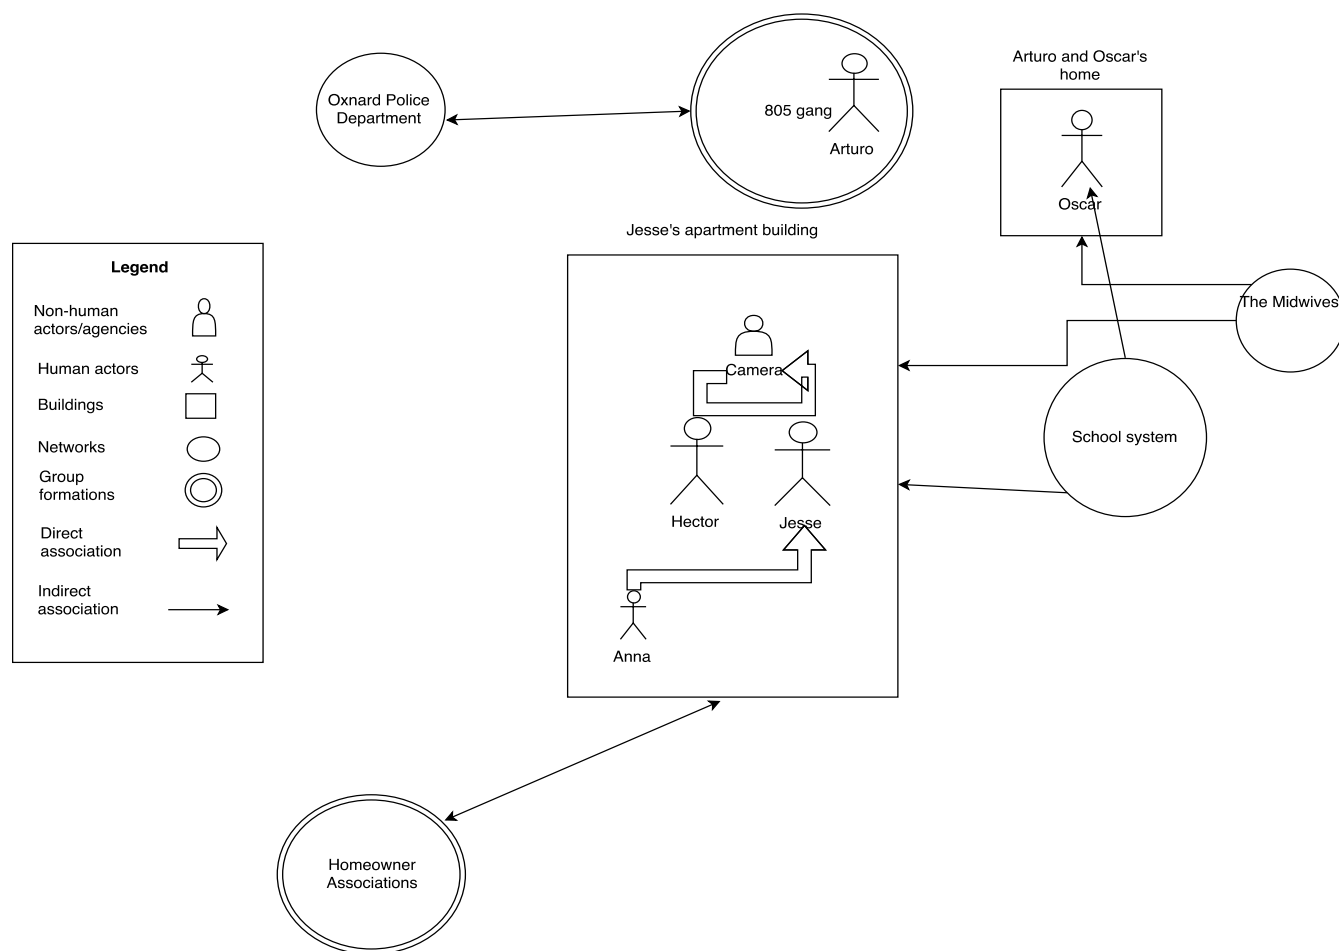 Arturo and Oscar's
home
Oxnard Police
Department
805 gang
Arturo
Oscar
Jesse's apartment building
Legend
Non-human
actors/agencies
Human actors
Buildings
Networks
Group
formations
Direct
association
Indirect
association
The Midwives
Camera
School system
Hector
Jesse
Anna
Homeowner
Associations